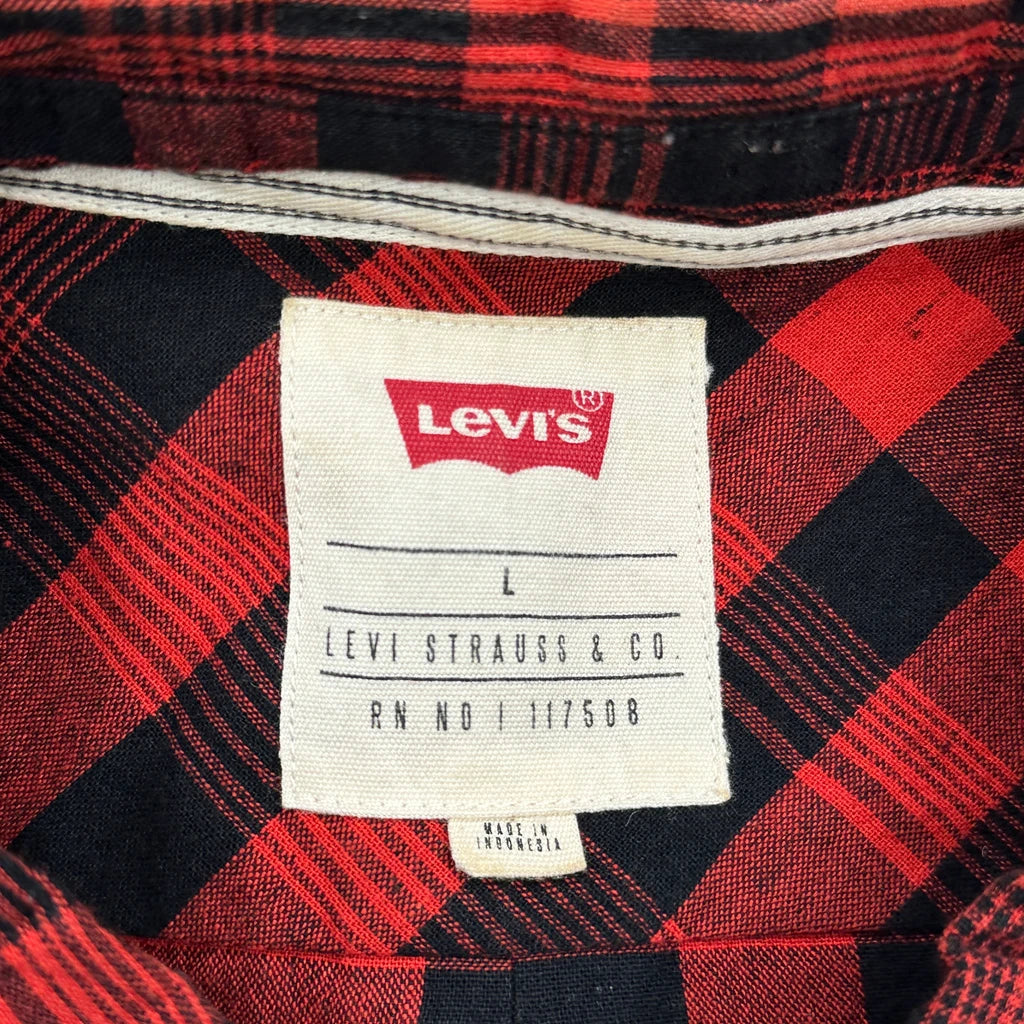 LEVI'S®
L
LEVI STRAUSS & CO.
RN NO | 117508
MADE IN
INDONESIA